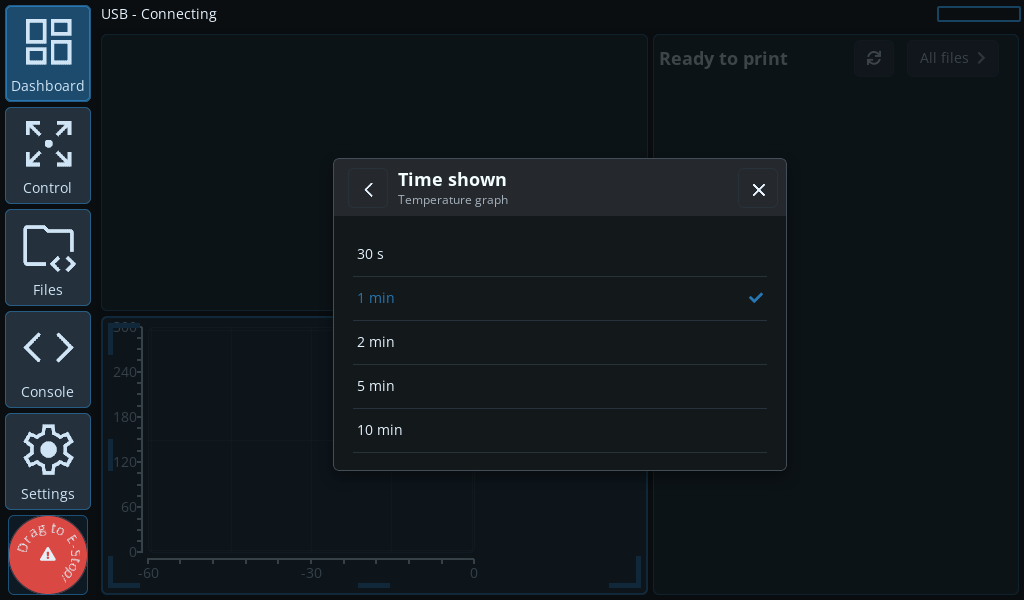 USB - Connecting
Dashboard
Control
Files
Console
Settings
Drag to E-Stop!
Ready to print
All files
Time shown
Temperature graph
30 s
1 min
2 min
5 min
10 min
300
240
180
120
60
0
-60
-30
0